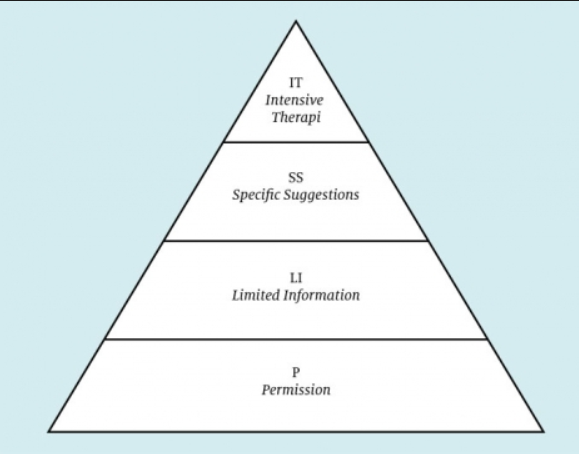 IT
Intensive
Therapi
SS
Specific Suggestions
LI
Limited Information
P
Permission